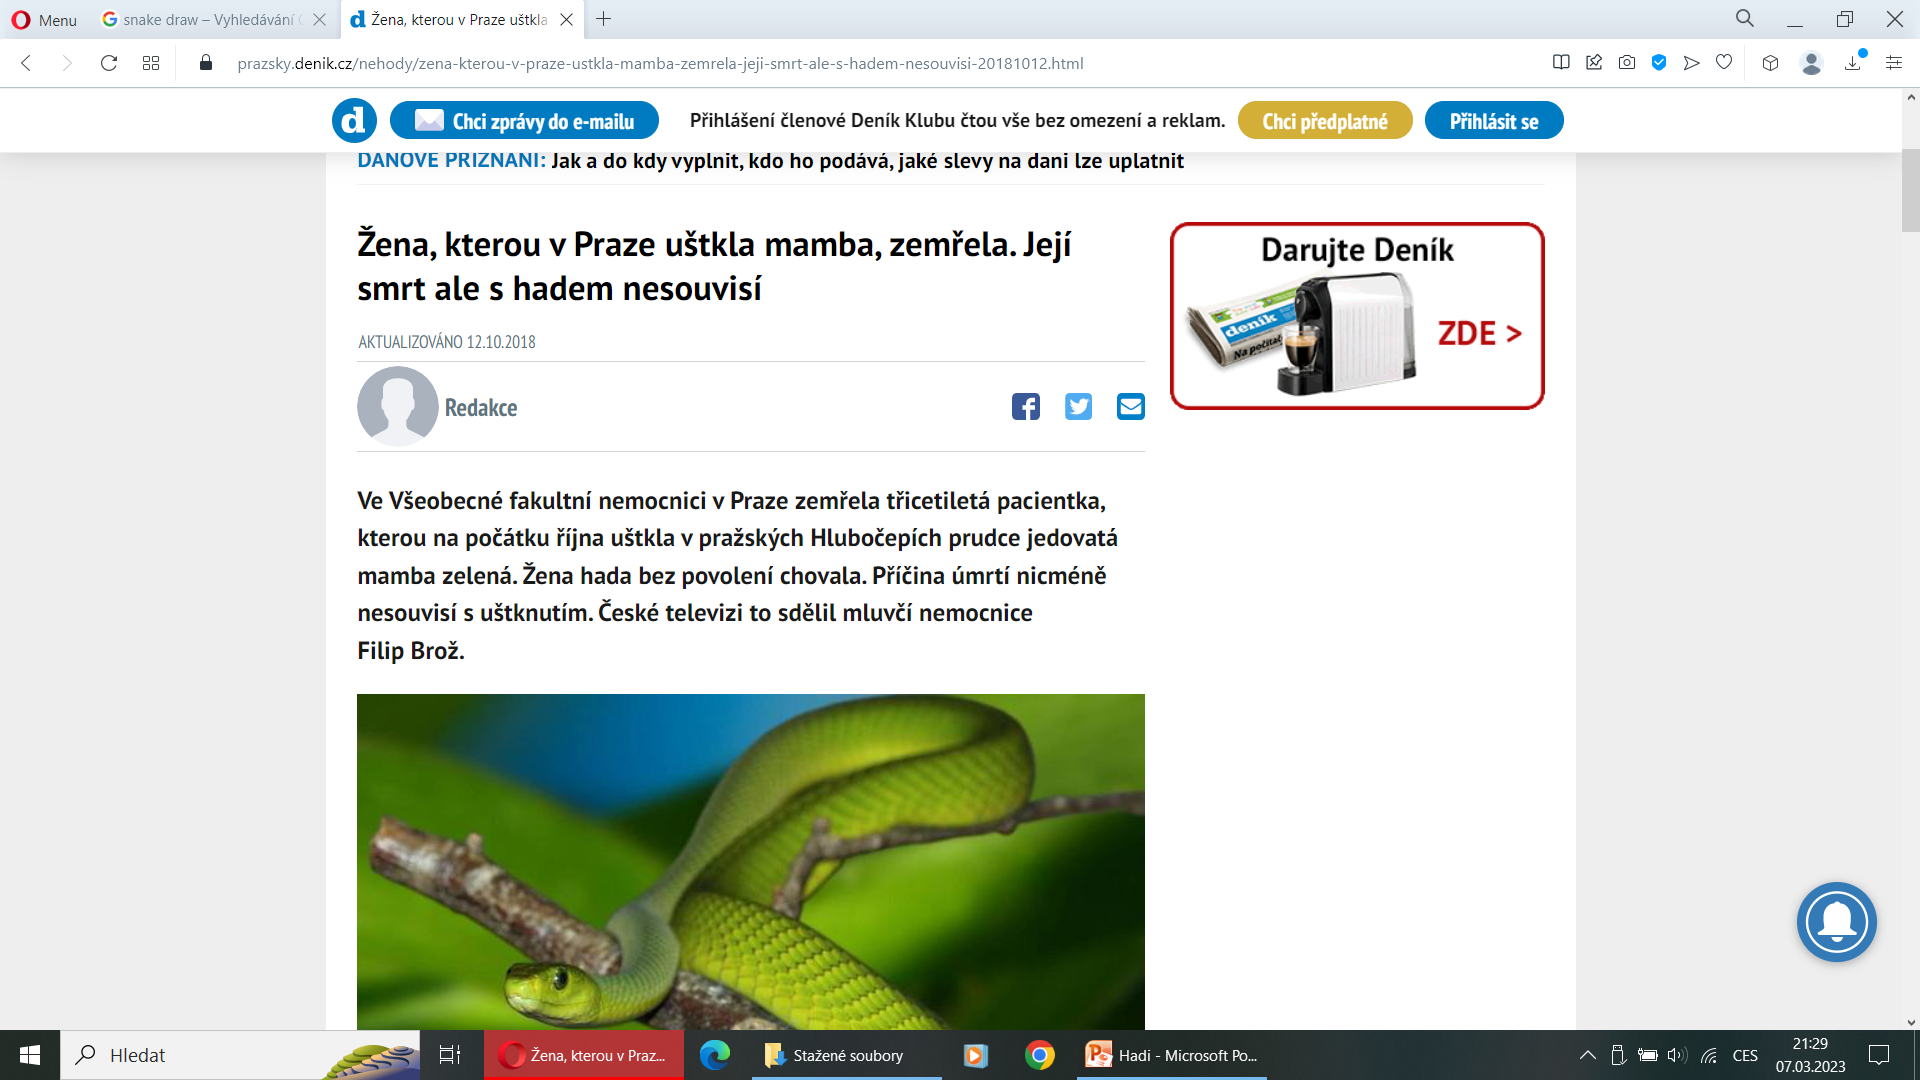 Menu
snake draw – Vyhledávání
Žena, kterou v Praze uštkla
prazsky.denik.cz/nehody/zena-kterou-v-praze-ustkla-mamba-zemrela-jeji-smrt-ale-s-hadem-nesouvisi-20181012.html
d
Chci zprávy do e-mailu
Přihlášení členové Deník Klubu čtou vše bez omezení a reklam.
Chci předplatné
Přihlásit se
DAŇOVÉ PŘIZNÁNÍ: Jak a do kdy vyplnit, kdo ho podává, jaké slevy na dani lze uplatnit
Žena, kterou v Praze uštkla mamba, zemřela. Její
smrt ale s hadem nesouvisí
AKTUALIZOVÁNO 12.10.2018
Redakce
Darujte Deník
deník
Na počítač
ZDE >
Ve Všeobecné fakultní nemocnici v Praze zemřela třicetiletá pacientka,
kterou na počátku října uštkla v pražských Hlubočepích prudce jedovatá
mamba zelená. Žena hada bez povolení chovala. Příčina úmrtí nicméně
nesouvisí s uštknutím. České televizi to sdělil mluvčí nemocnice
Filip Brož.
Hledat
Žena, kterou v Praz...
Stažené soubory
Hadi - Microsoft Po...
CES
21:29
07.03.2023